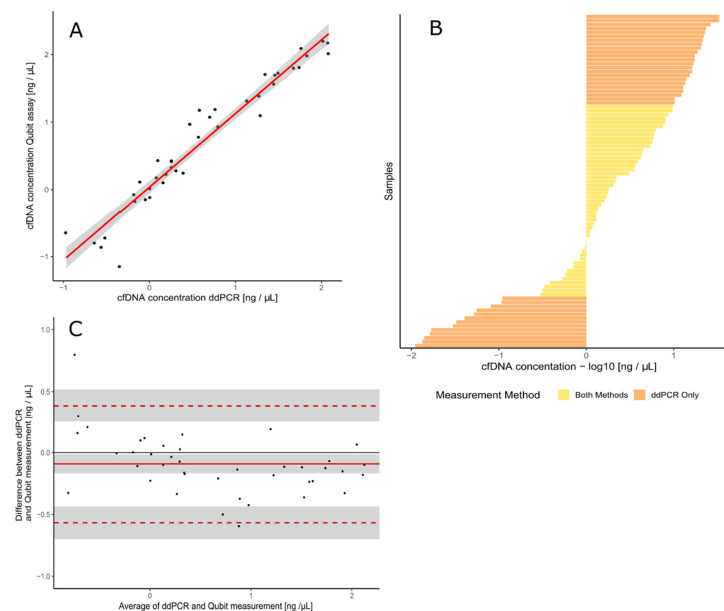 A
cfDNA concentration Qubit assay [ng / µL]
2
1
0
−1
−1
0
1
2
cfDNA concentration ddPCR [ng / µL]
B
Samples
−2
−1
0
1
cfDNA concentation − log10 [ng / µL]
Measurement Method
Both Methods
ddPCR Only
C
Difference between ddPCR
and Qubit measurement [ng / µL]
1.0
0.5
0.0
−0.5
−1.0
0
1
2
Average of ddPCR and Qubit measurement [ng /µL]